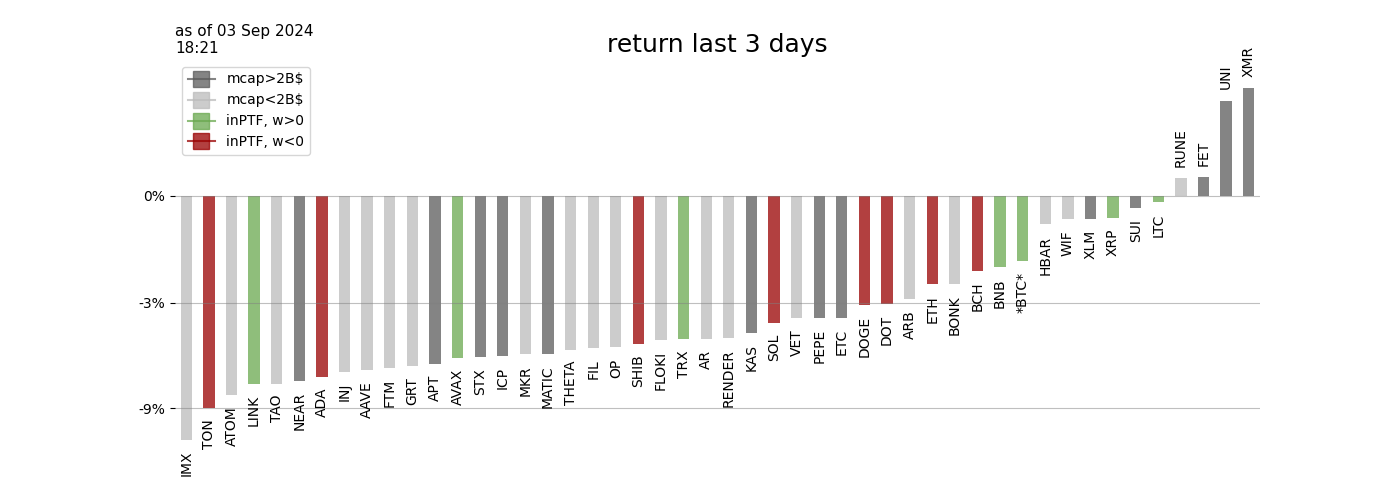 as of 03 Sep 2024
18:21
return last 3 days
mcap>2B$
mcap<2B$
inPTF, w>0
inPTF, w<0
0%
-3%
-9%
IMX
TON
ATOM
LINK
TAO
NEAR
ADA
INJ
AAVE
FTM
GRT
APT
AVAX
STX
ICP
MKR
MATIC
THETA
FIL
OP
SHIB
FLOKI
TRX
AR
RENDER
KAS
SOL
VET
PEPE
ETC
DOGE
DOT
ARB
ETH
BONK
BCH
BNB
*BTC*
HBAR
WIF
XLM
XRP
SUI
LTC
RUNE
FET
UNI
XMR